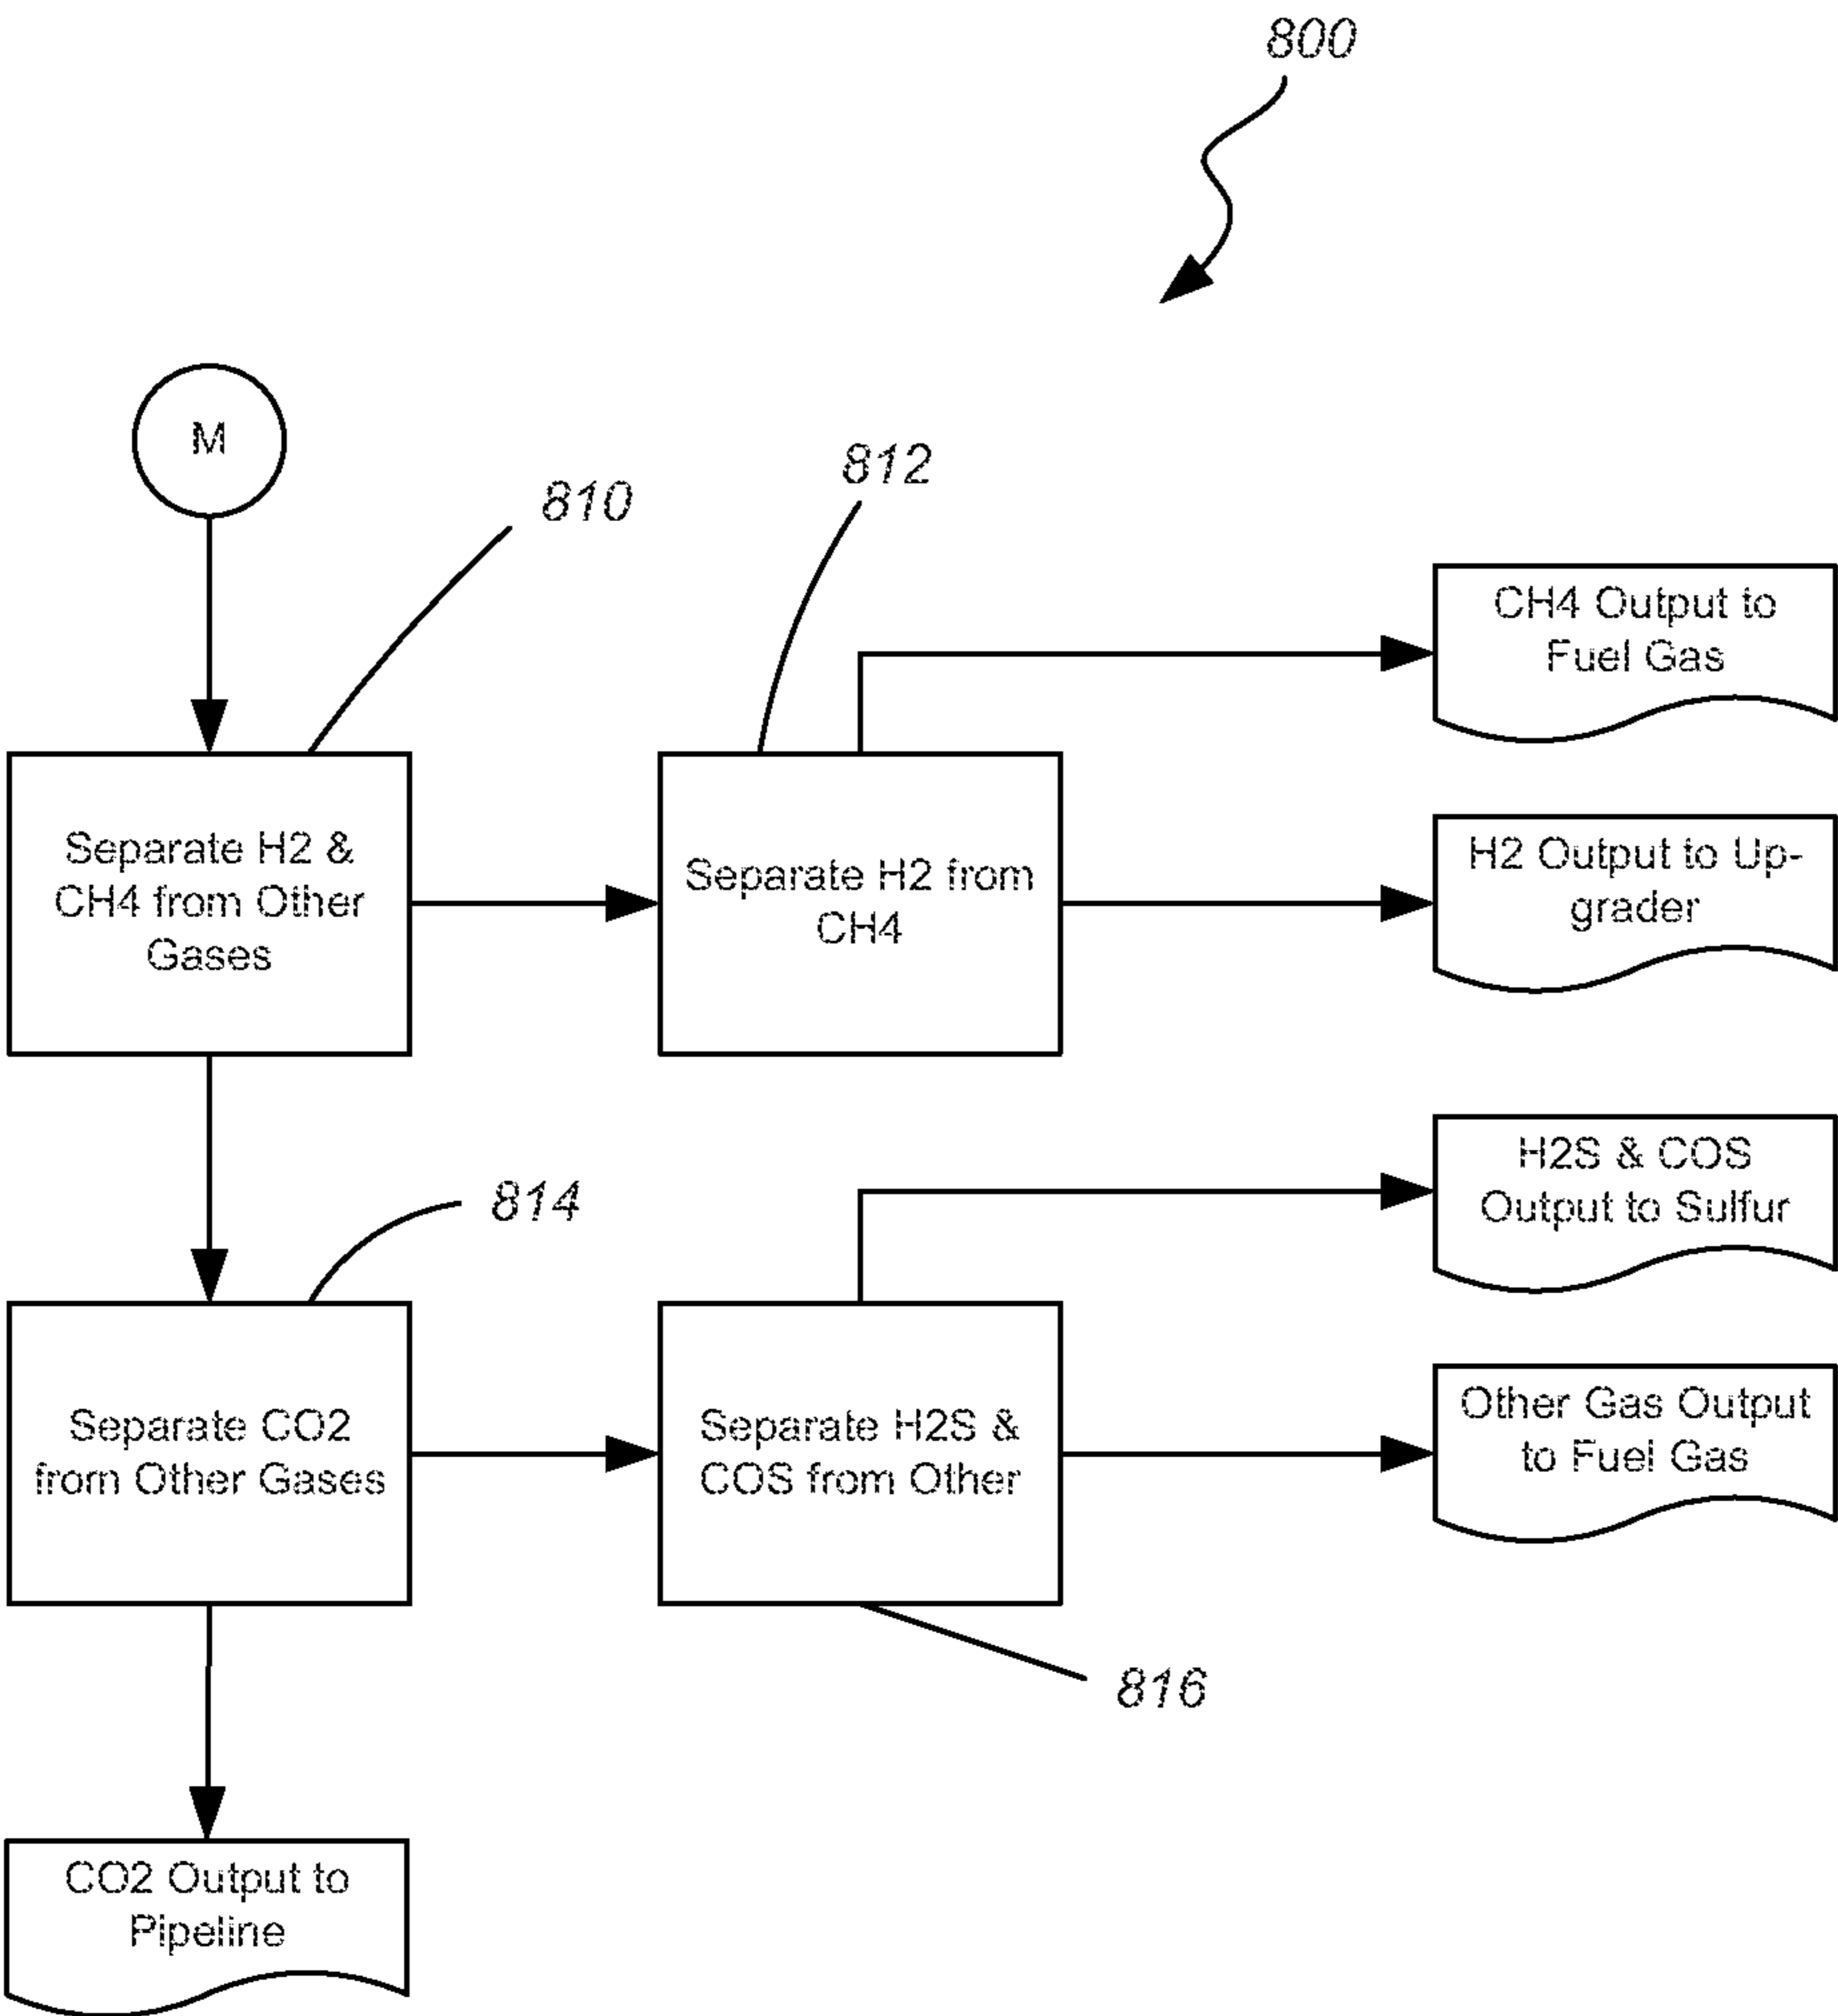 800
M
810
812
CH4 Output to
Fuel Gas
Separate H2 &
CH4 from Other
Gases
Separate H2 from
CH4
H2 Output to Up-
grader
814
H2S & COS
Output to Sulfur
Separate CO2
from Other Gases
Separate H2S &
COS from Other
Other Gas Output
to Fuel Gas
816
CO2 Output to
Pipeline